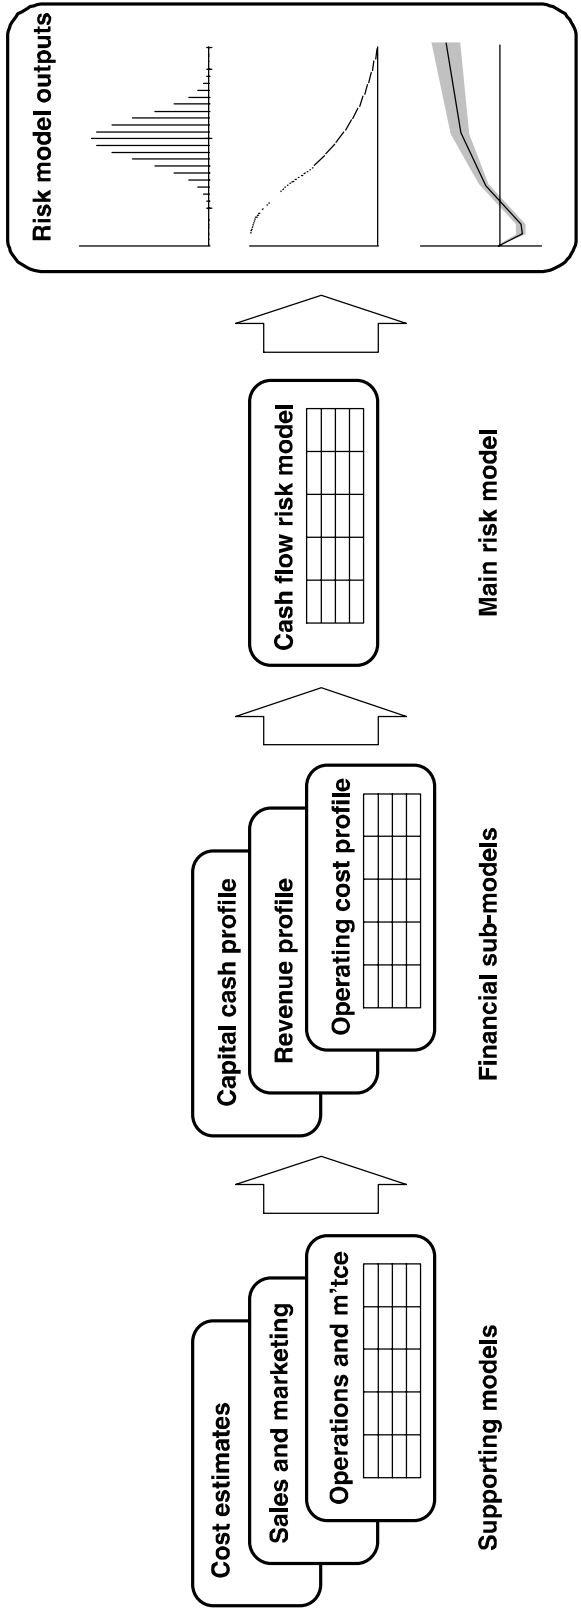 Cost estimates
Sales and marketing
Operations and m’tce
Supporting models
Capital cash profile
Revenue profile
Operating cost profile
Financial sub-models
Cash flow risk model
Main risk model
Risk model outputs